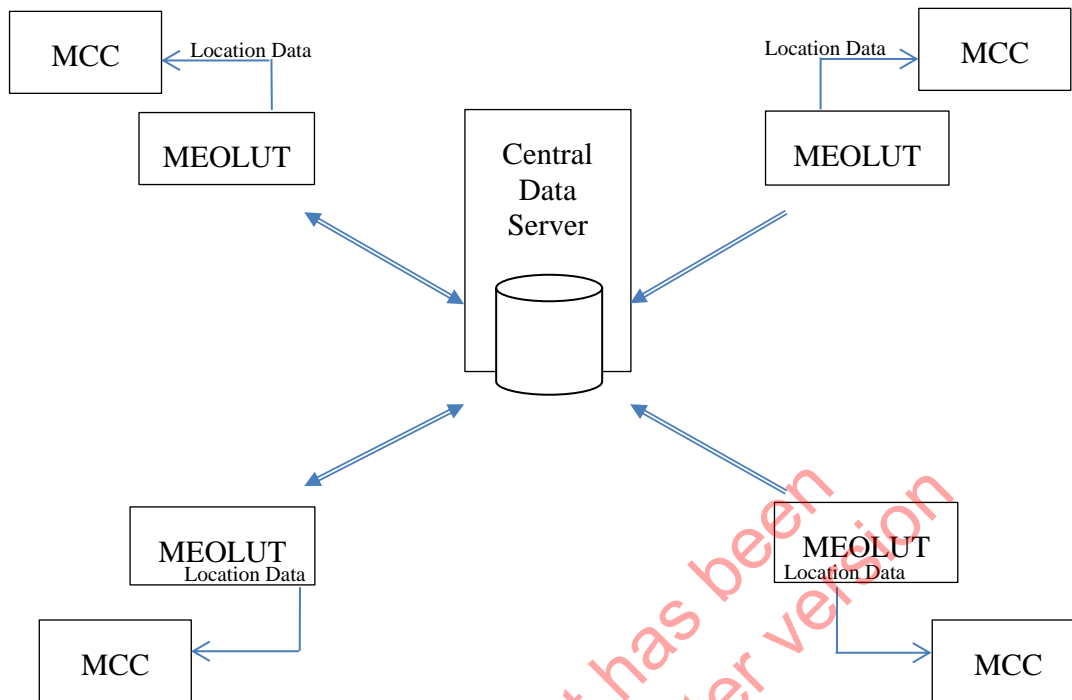 MCC
Location Data
Location Data
MCC
MEOLUT
Central
Data
Server
MEOLUT
MEOLUT
Location Data
MEOLUT
Location Data
MCC
MCC
has been
version